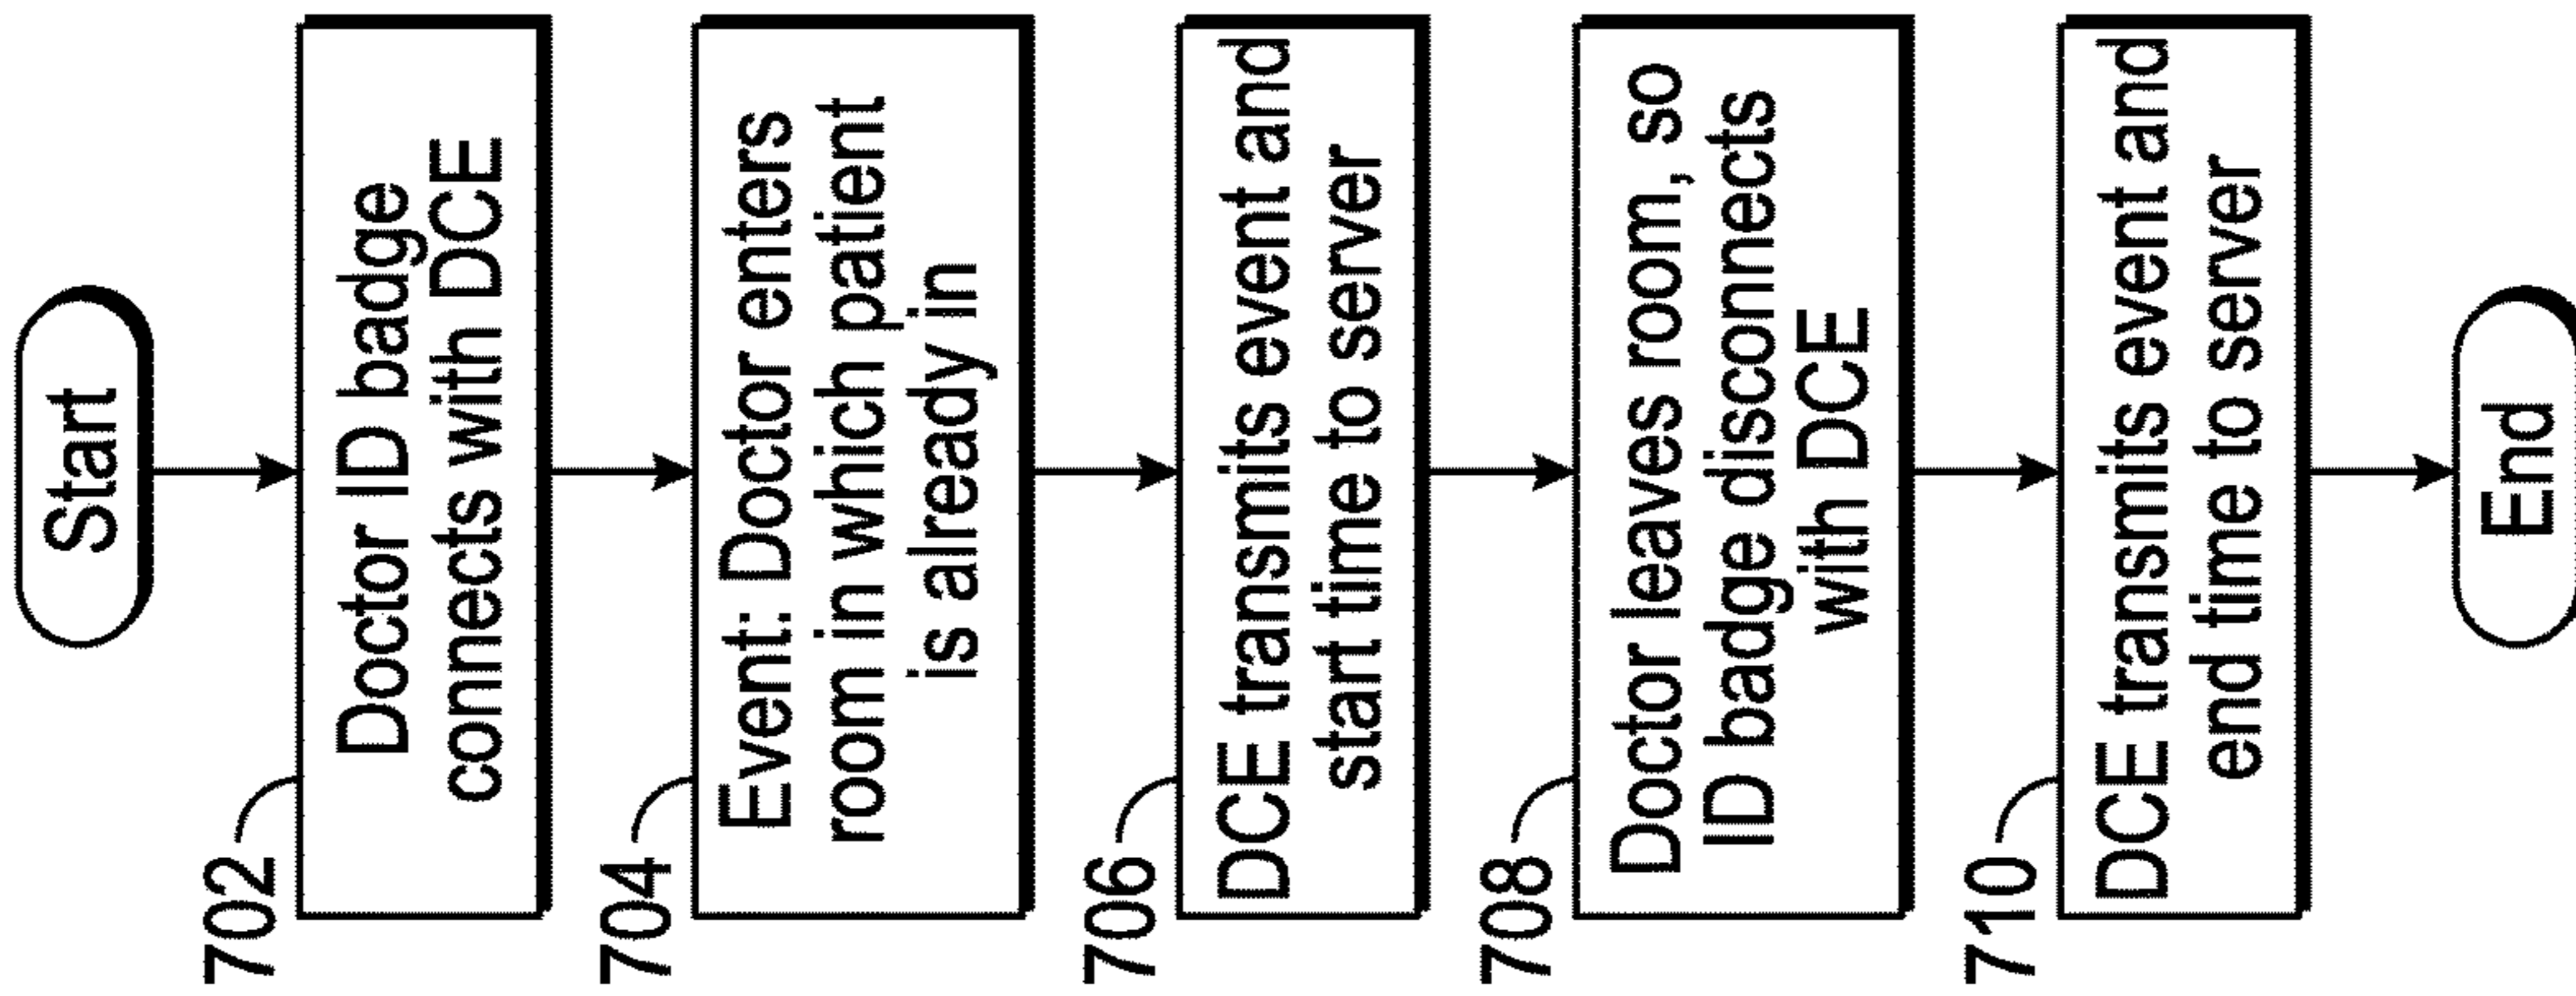 Start
702
Doctor ID badge
connects with DCE
704
Event: Doctor enters
room in which patient
is already in
706
DCE transmits event and
start time to server
708
Doctor leaves room, so
ID badge disconnects
with DCE
710
DCE transmits event and
end time to server
End